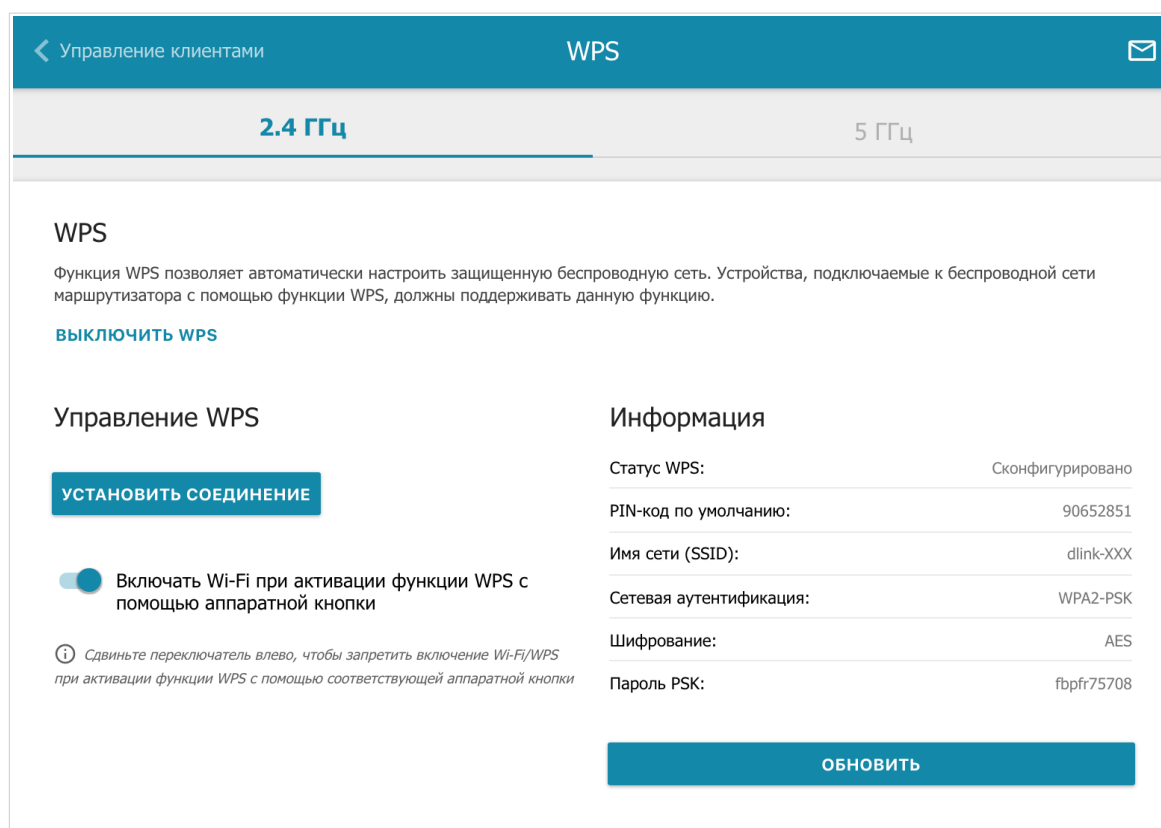 Управление клиентами
WPS
2.4 ГГц
5 ГГц
WPS
Функция WPS позволяет автоматически настроить защищенную беспроводную сеть. Устройства, подключаемые к беспроводной сети
маршрутизатора с помощью функции WPS, должны поддерживать данную функцию.
ВЫКЛЮЧИТЬ WPS
Управление WPS
УСТАНОВИТЬ СОЕДИНЕНИЕ
Включать Wi-Fi при активации функции WPS с
помощью аппаратной кнопки
Сдвиньте переключатель влево, чтобы запретить включение Wi-Fi/WPS
при активации функции WPS с помощью соответствующей аппаратной кнопки
Информация
Статус WPS: Сконфигурировано
PIN-код по умолчанию: 90652851
Имя сети (SSID): dlink-XXX
Сетевая аутентификация: WPA2-PSK
Шифрование: AES
Пароль PSK: fbpfr75708
ОБНОВИТЬ